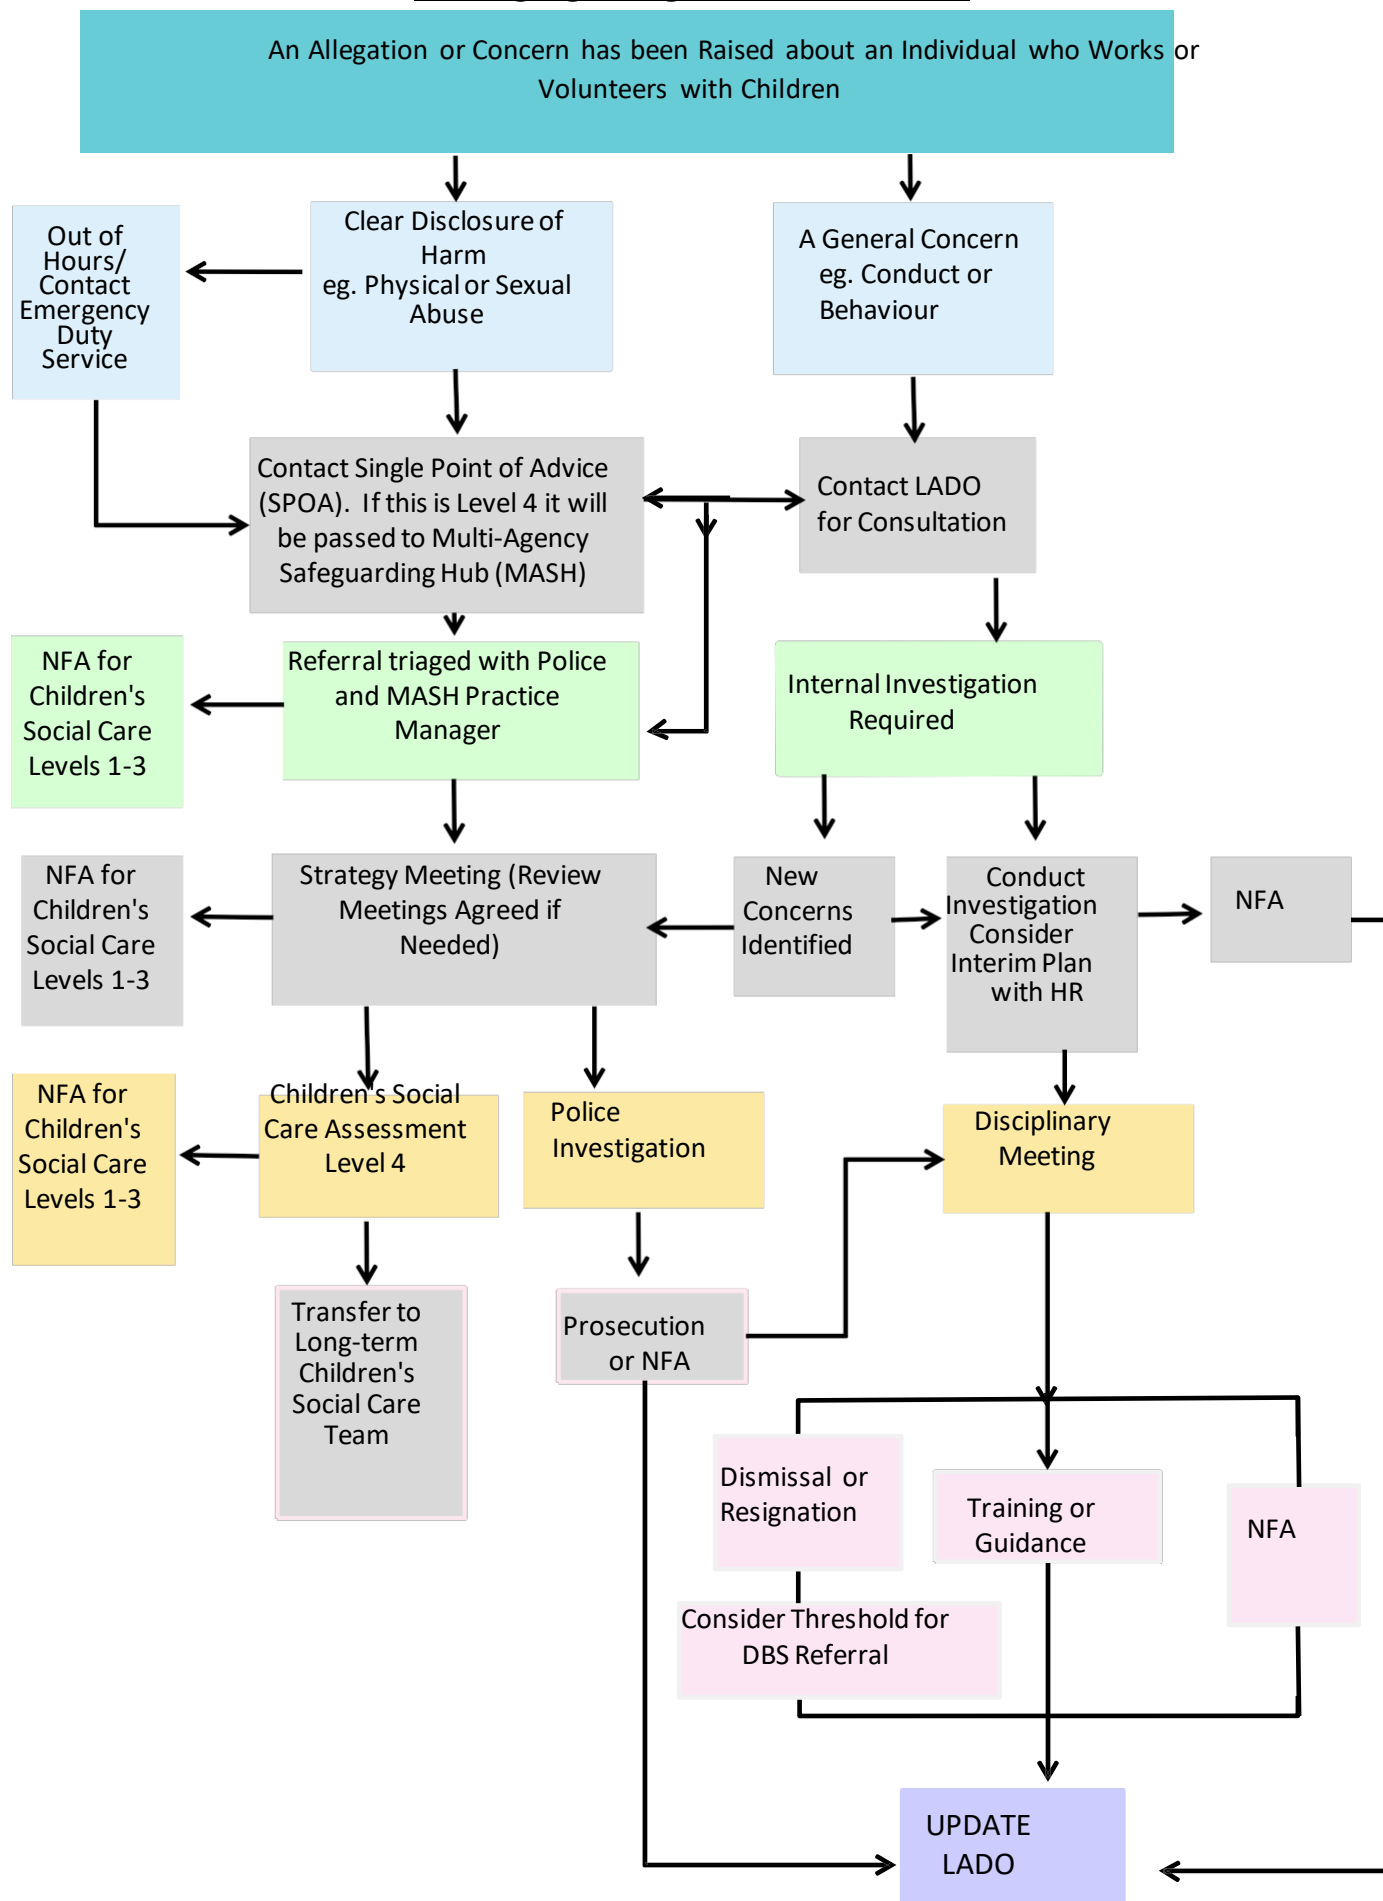 An Allegation or Concern has been Raised about an Individual who Works or
Volunteers with Children
Out of
Hours/
Contact
Emergency
Duty
Service
Clear Disclosure of
Harm
eg. Physical or Sexual
Abuse
A General Concern
eg. Conduct or
Behaviour
Contact Single Point of Advice
(SPOA). If this is Level 4 it will
be passed to Multi-Agency
Safeguarding Hub (MASH)
Contact LADO
for Consultation
NFA for
Children's
Social Care
Levels 1-3
Referral triaged with Police
and MASH Practice
Manager
Internal Investigation
Required
NFA for
Children's
Social Care
Levels 1-3
Strategy Meeting (Review
Meetings Agreed if
Needed)
New
Concerns
Identified
Conduct
Investigation
Consider
Interim Plan
with HR
NFA
NFA for
Children's
Social Care
Levels 1-3
Children's Social
Care Assessment
Level 4
Police
Investigation
Disciplinary
Meeting
Transfer to
Long-term
Children's
Social Care
Team
Prosecution
or NFA
Dismissal or
Resignation
Training or
Guidance
NFA
Consider Threshold for
DBS Referral
UPDATE
LADO